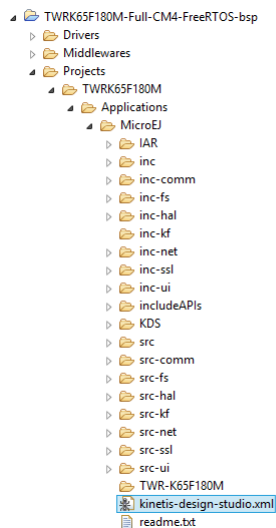 TWRK65F180M-Full-CM4-FreeRTOS-bsp
Drivers
Middlewares
Projects
TWRK65F180M
Applications
MicroEJ
IAR
inc
inc-comm
inc-fs
inc-hal
inc-kf
inc-net
inc-ssl
inc-ui
includeAPIs
KDS
src
src-comm
src-fs
src-hal
src-kf
src-net
src-ssl
src-ui
TWR-K65F180M
kinetis-design-studio.xml
readme.txt